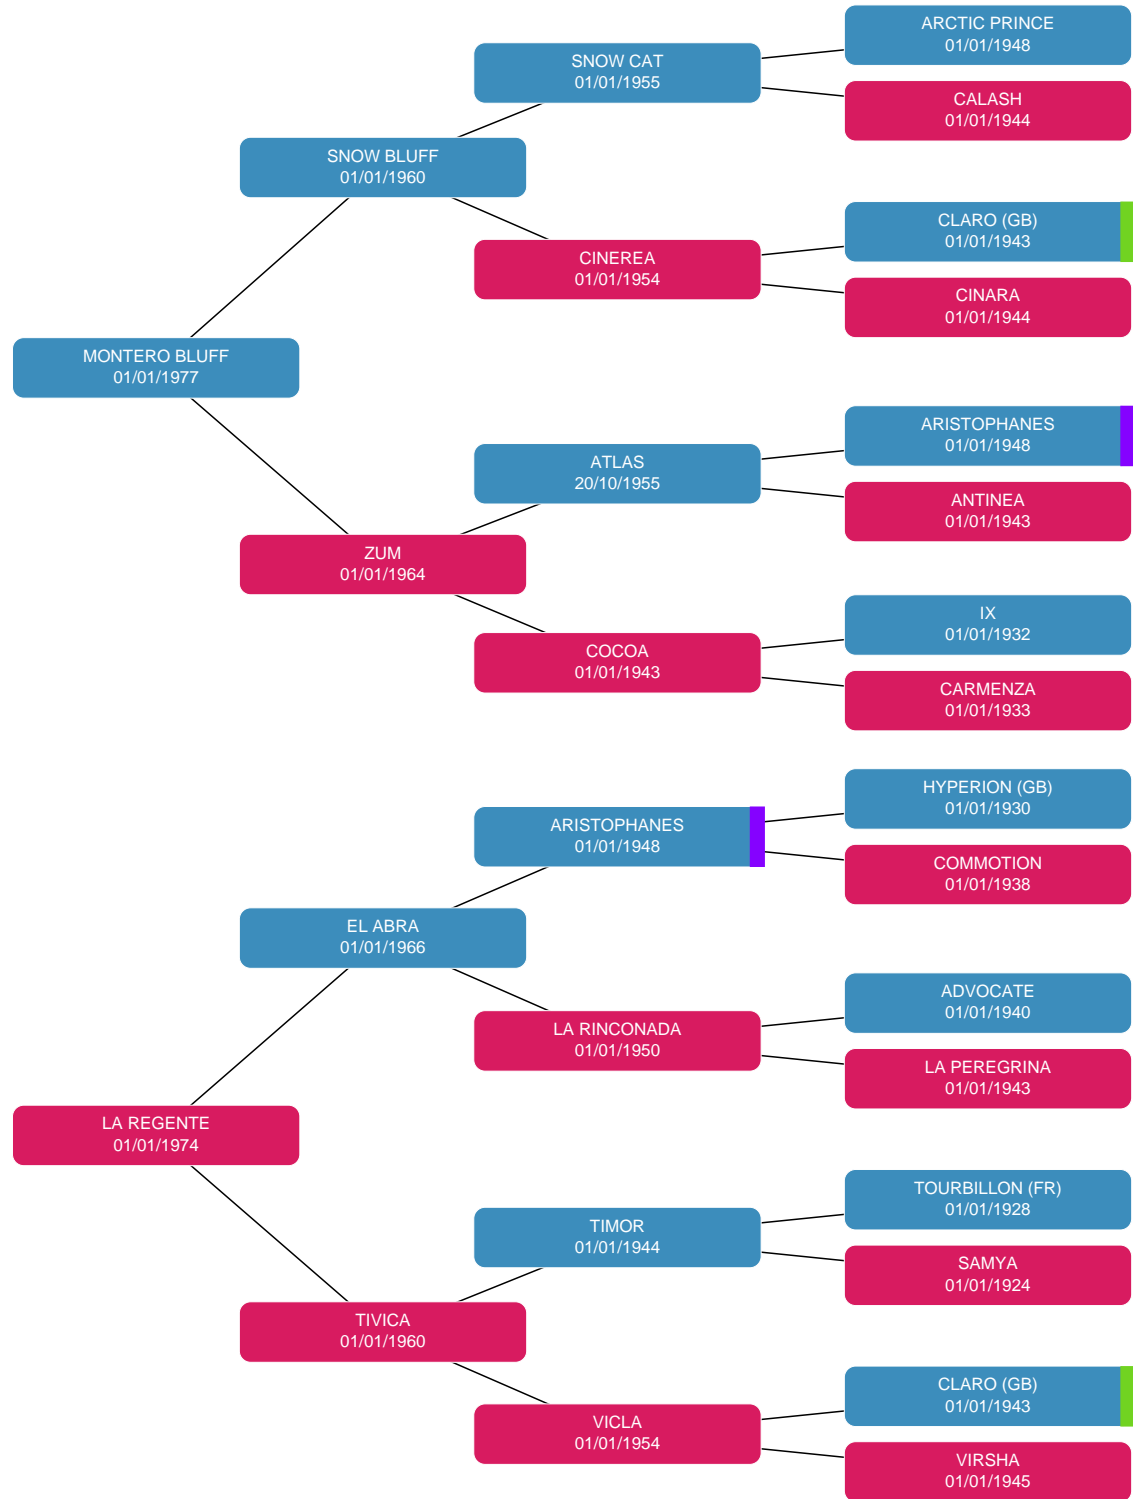 ARCTIC PRINCE
01/01/1948
SNOW CAT
01/01/1955
CALASH
01/01/1944
SNOW BLUFF
01/01/1960
CLARO (GB)
01/01/1943
CINEREA
01/01/1954
CINARA
01/01/1944
MONTERO BLUFF
01/01/1977
ARISTOPHANES
01/01/1948
ATLAS
20/10/1955
ANTINEA
01/01/1943
ZUM
01/01/1964
IX
01/01/1932
COCOA
01/01/1943
CARMENZA
01/01/1933
HYPERION (GB)
01/01/1930
ARISTOPHANES
01/01/1948
COMMOTION
01/01/1938
EL ABRA
01/01/1966
ADVOCATE
01/01/1940
LA RINCONADA
01/01/1950
LA PEREGRINA
01/01/1943
LA REGENTE
01/01/1974
TOURBILLON (FR)
01/01/1928
TIMOR
01/01/1944
SAMYA
01/01/1924
TIVICA
01/01/1960
CLARO (GB)
01/01/1943
VICLA
01/01/1954
VIRSHA
01/01/1945